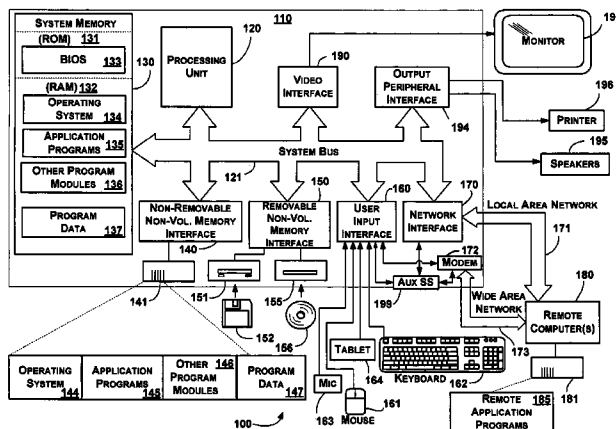 SYSTEM MEMORY
(ROM) 131
BIOS 133
130
(RAM) 132
OPERATING SYSTEM 134
APPLICATION PROGRAMS 135
OTHER PROGRAM MODULES 136
PROGRAM DATA 137
120
PROCESSING UNIT
110
190
VIDEO INTERFACE
OUTPUT PERIPHERAL INTERFACE
194
MONITOR
196
PRINTER
195
SPEAKERS
SYSTEM BUS
121
NON-REMOVABLE NON-VOL. MEMORY INTERFACE
140
150
REMOVABLE NON-VOL. MEMORY INTERFACE
160
USER INPUT INTERFACE
170
NETWORK INTERFACE
LOCAL AREA NETWORK
171
172
MODEM
AUX SS
199
180
REMOTE COMPUTER(S)
WIDE AREA NETWORK
173
141
151
152
155
156
TABLET
164
KEYBOARD
162
MIC
163
MOUSE
161
181
OPERATING SYSTEM 144
APPLICATION PROGRAMS 145
OTHER PROGRAM MODULES 146
PROGRAM DATA 147
100
REMOTE APPLICATION PROGRAMS 185